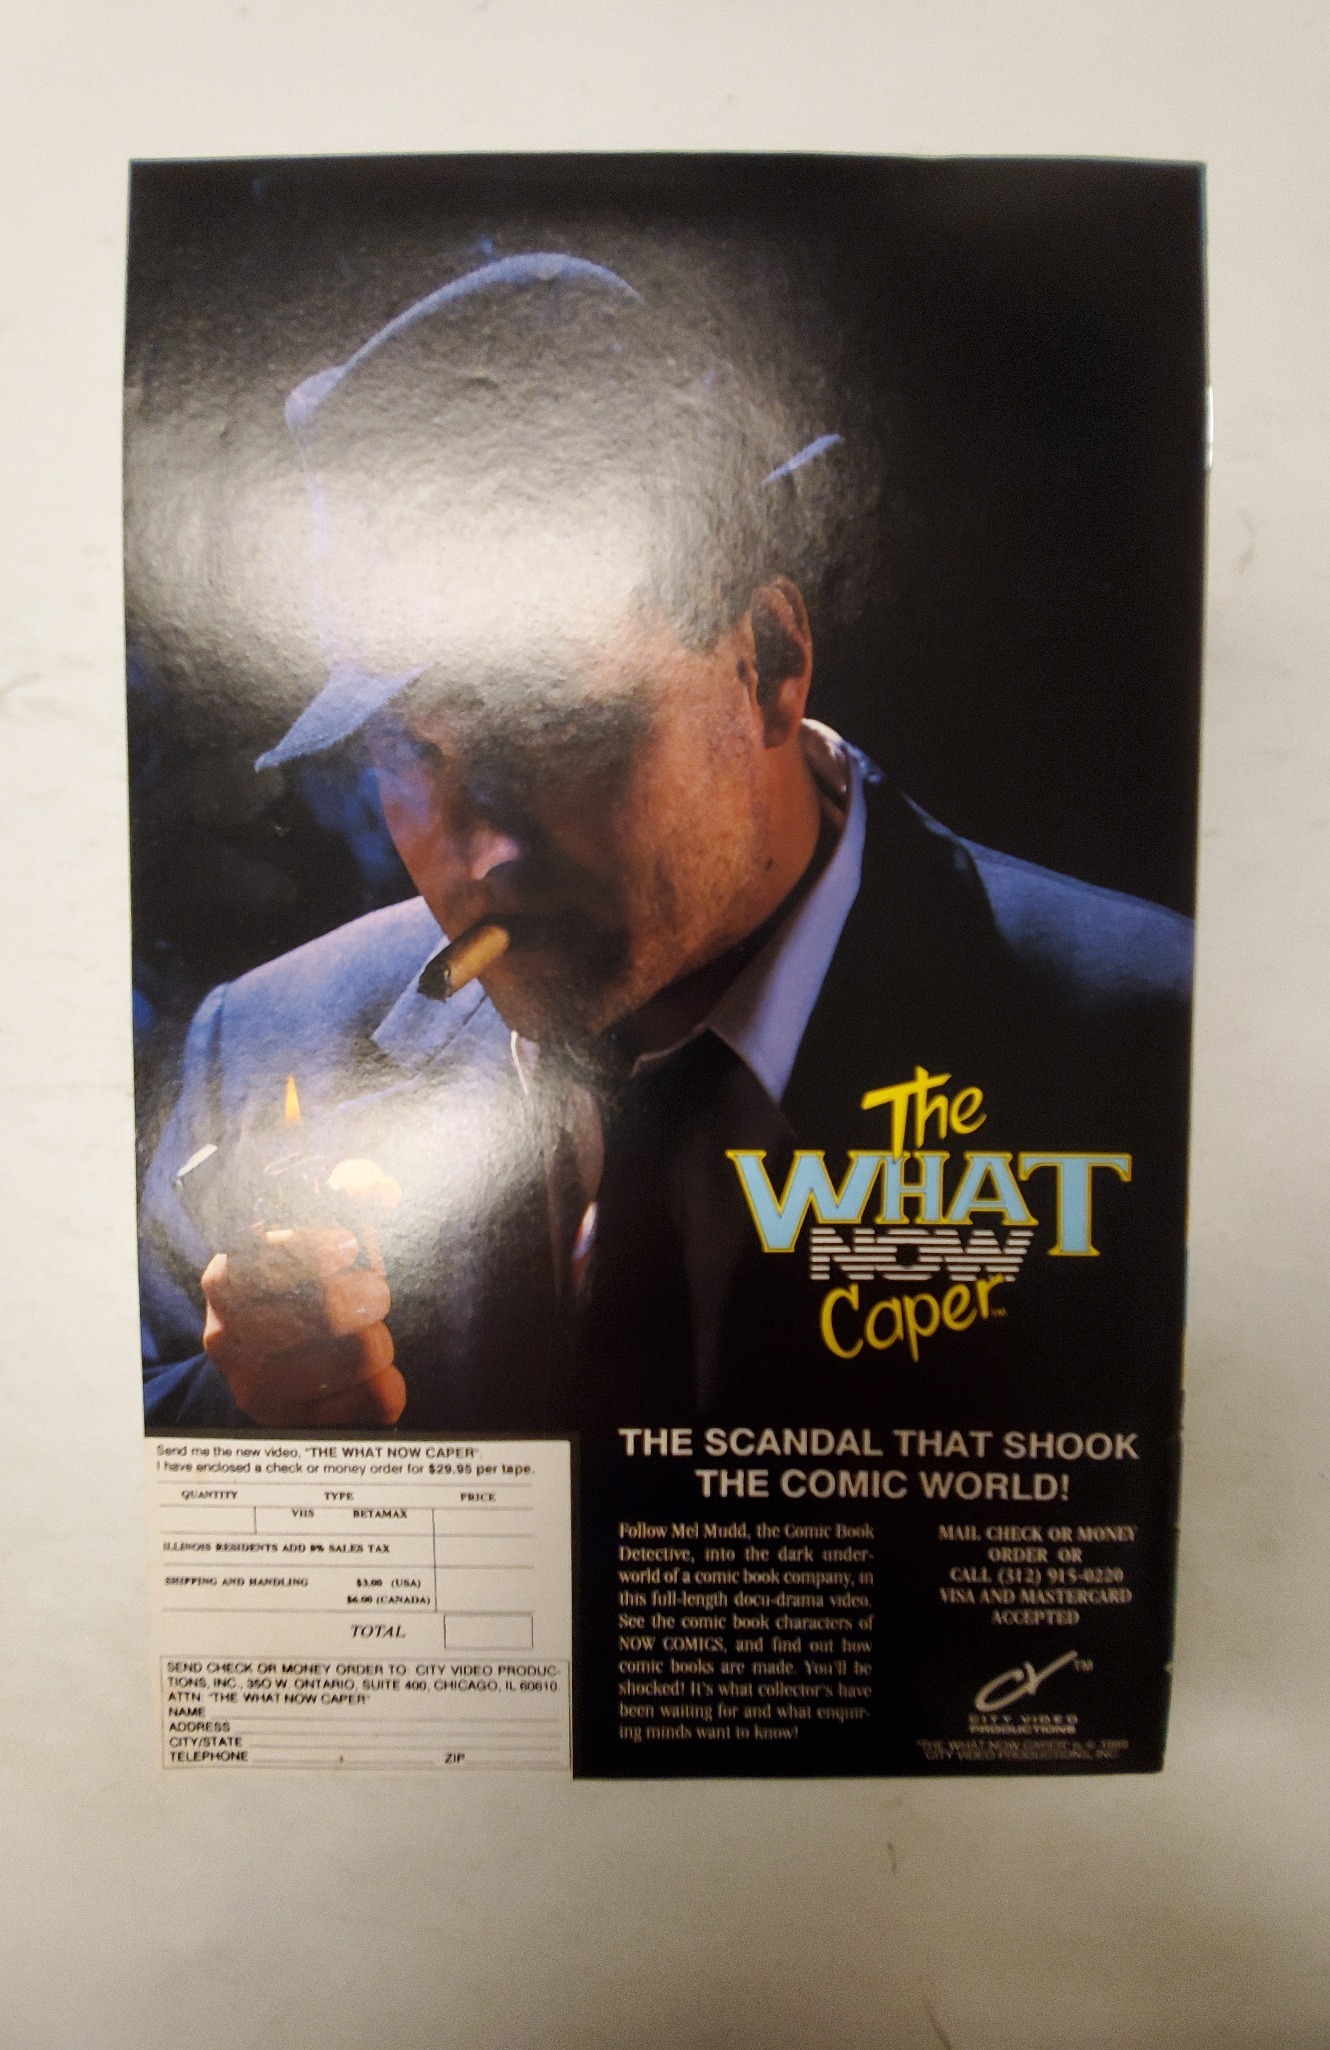 The
WHAT
NOW
Caper™
THE SCANDAL THAT SHOOK
THE COMIC WORLD!
Send me the new video, "THE WHAT NOW CAPER".
I have enclosed a check or money order for $29.95 per tape.
QUANTITY TYPE PRICE
VHS BETAMAX
ILLINOIS RESIDENTS ADD 8% SALES TAX
SHIPPING AND HANDLING $3.00 (USA)
$6.00 (CANADA)
TOTAL
SEND CHECK OR MONEY ORDER TO: CITY VIDEO PRODUC-
TIONS, INC., 350 W. ONTARIO, SUITE 400, CHICAGO, IL 60610
ATTN: "THE WHAT NOW CAPER"
NAME
ADDRESS
CITY/STATE
TELEPHONE ZIP
Follow Mel Mudd, the Comic Book
Detective, into the dark under-
world of a comic book company, in
this full-length docu-drama video.
See the comic book characters of
NOW COMICS, and find out how
comic books are made. You'll be
shocked! It's what collector's have
been waiting for and what enquir-
ing minds want to know!
MAIL CHECK OR MONEY
ORDER OR
CALL (312) 915-0220
VISA AND MASTERCARD
ACCEPTED
CV™
CITY VIDEO
PRODUCTIONS
THE WHAT NOW CAPER
CITY VIDEO PRODUCTIONS, INC.